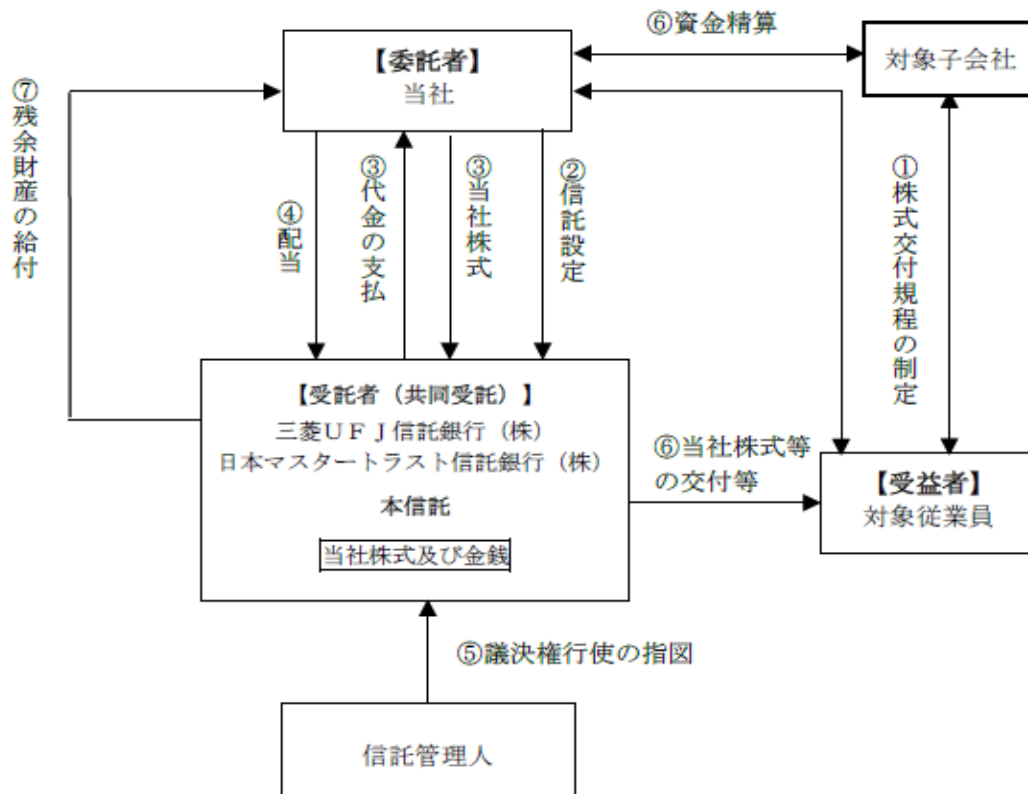 ⑥資金精算
【委託者】
当社
対象子会社
⑦残余財産の給付
④配当
③代金の支払
③当社株式
②信託設定
①株式交付規程の制定
【受託者（共同受託）】
三菱ＵＦＪ信託銀行（株）
日本マスタートラスト信託銀行（株）
本信託
当社株式及び金銭
⑥当社株式等
の交付等
【受益者】
対象従業員
⑤議決権行使の指図
信託管理人